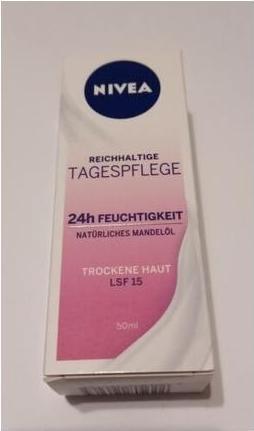 NIVEA
REICHHALTIGE
TAGESPFLEGE
24h FEUCHTIGKEIT
NATÜRLICHES MANDELÖL
TROCKENE HAUT
LSF 15
50ml